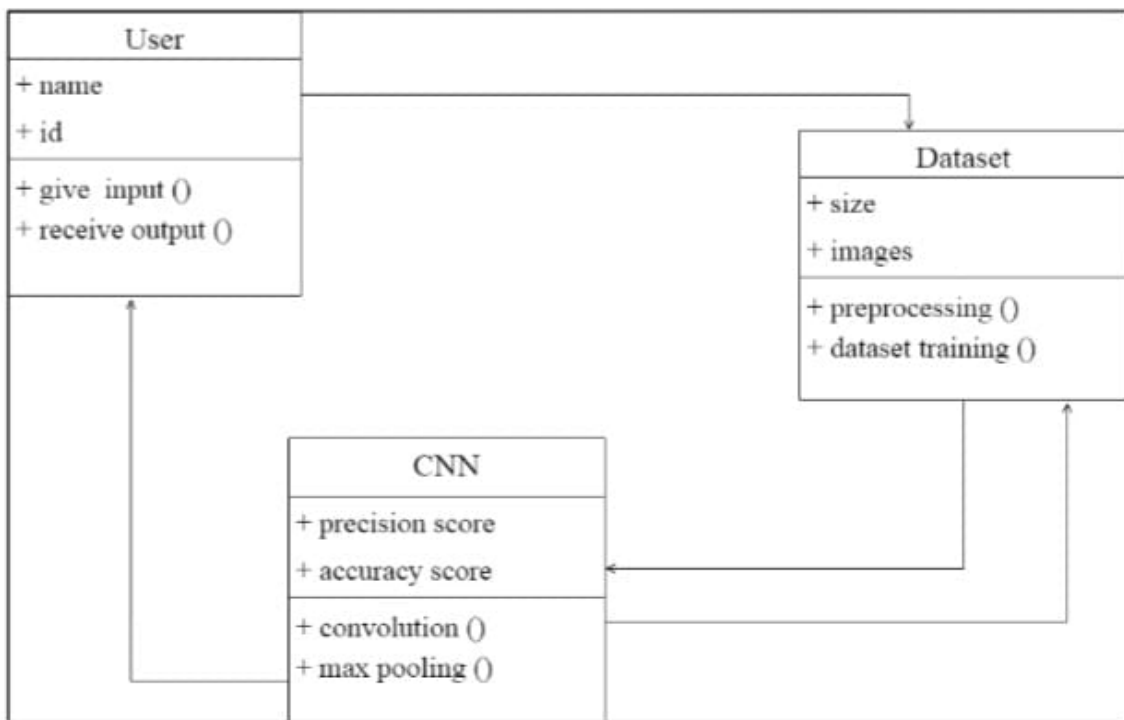 User
+ name
+ id
+ give input ()
+ receive output ()
Dataset
+ size
+ images
+ preprocessing ()
+ dataset training ()
CNN
+ precision score
+ accuracy score
+ convolution ()
+ max pooling ()